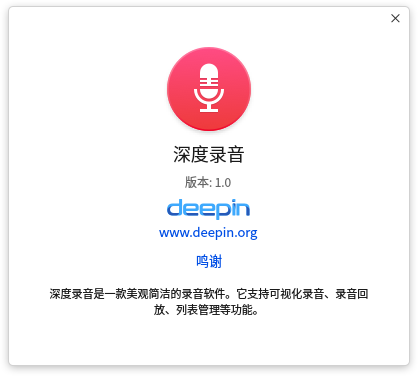 深度录音
版本: 1.0
deepin
www.deepin.org
鸣谢
深度录音是一款美观简洁的录音软件。它支持可视化录音、录音回
放、列表管理等功能。